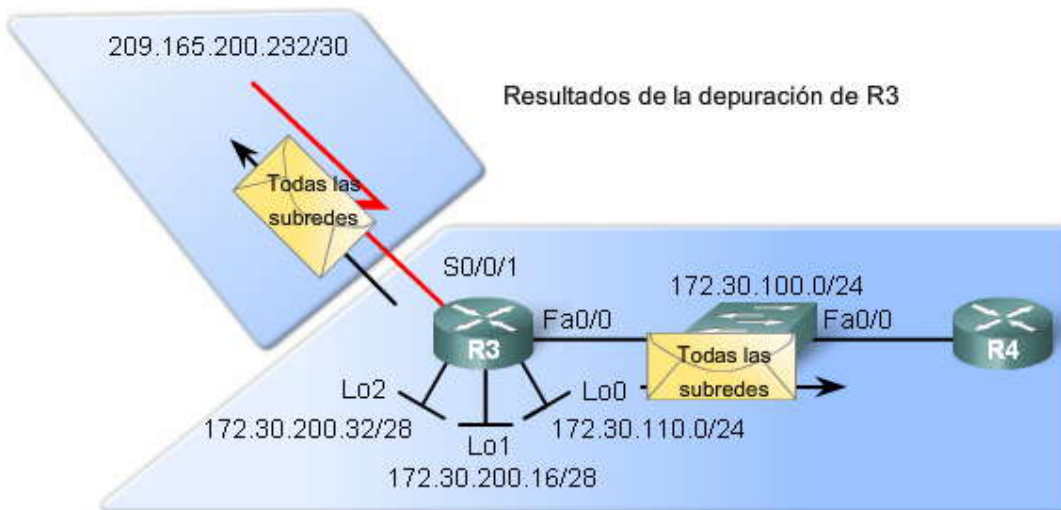 209.165.200.232/30
Resultados de la depuración de R3
Todas las
subredes
S0/0/1
172.30.100.0/24
Fa0/0
Fa0/0
R3
R4
Todas las
subredes
Lo2
Lo0
172.30.200.32/28
172.30.110.0/24
Lo1
172.30.200.16/28